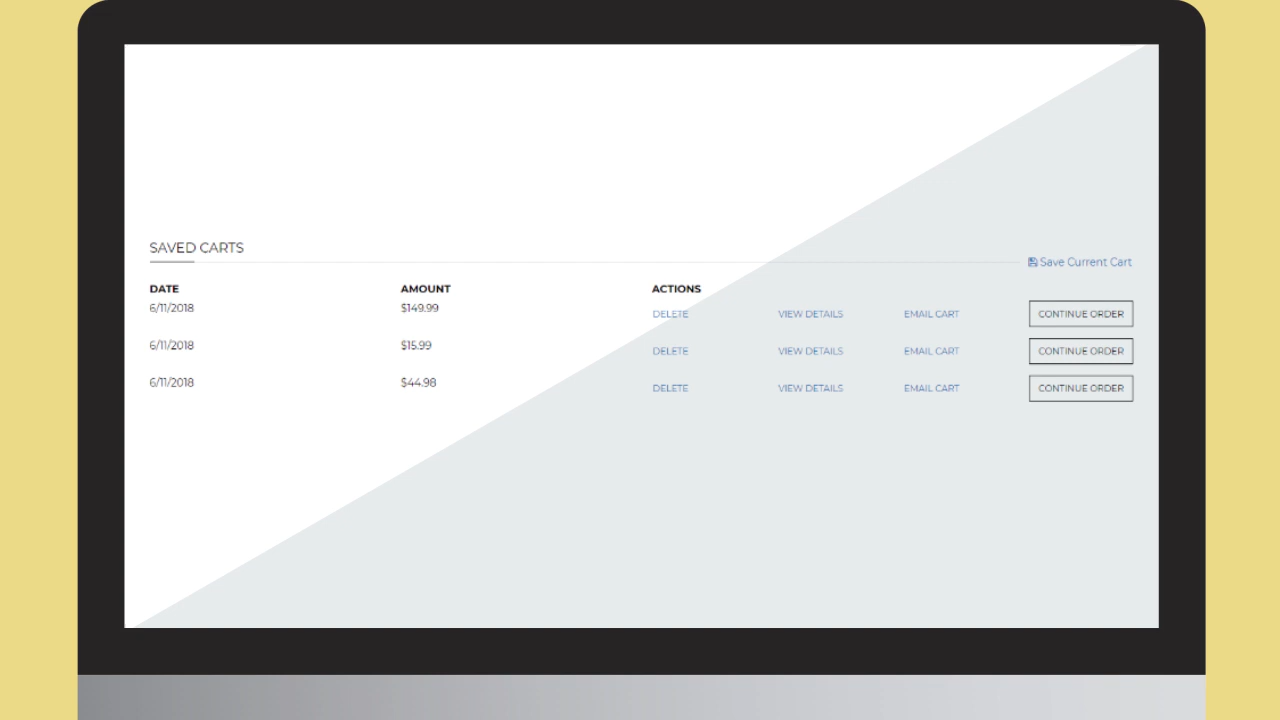 SAVED CARTS
Save Current Cart
DATE AMOUNT ACTIONS
6/11/2018 $149.99 DELETE VIEW DETAILS EMAIL CART CONTINUE ORDER
6/11/2018 $15.99 DELETE VIEW DETAILS EMAIL CART CONTINUE ORDER
6/11/2018 $44.98 DELETE VIEW DETAILS EMAIL CART CONTINUE ORDER